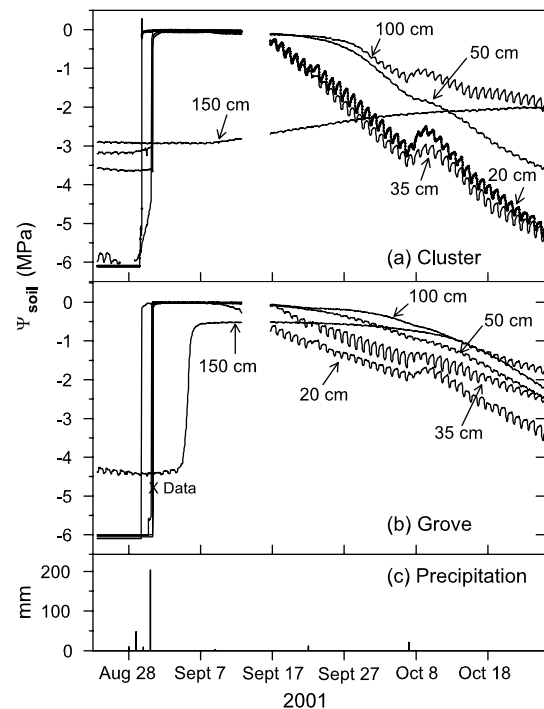 0
-1
-2
-3
-4
-5
-6
100 cm
50 cm
150 cm
35 cm
20 cm
(a) Cluster
Ψsoil (MPa)
0
-1
-2
-3
-4
-5
-6
100 cm
50 cm
150 cm
20 cm
35 cm
X Data
(b) Grove
200
100
0
mm
(c) Precipitation
Aug 28 Sept 7 Sept 17 Sept 27 Oct 8 Oct 18
2001